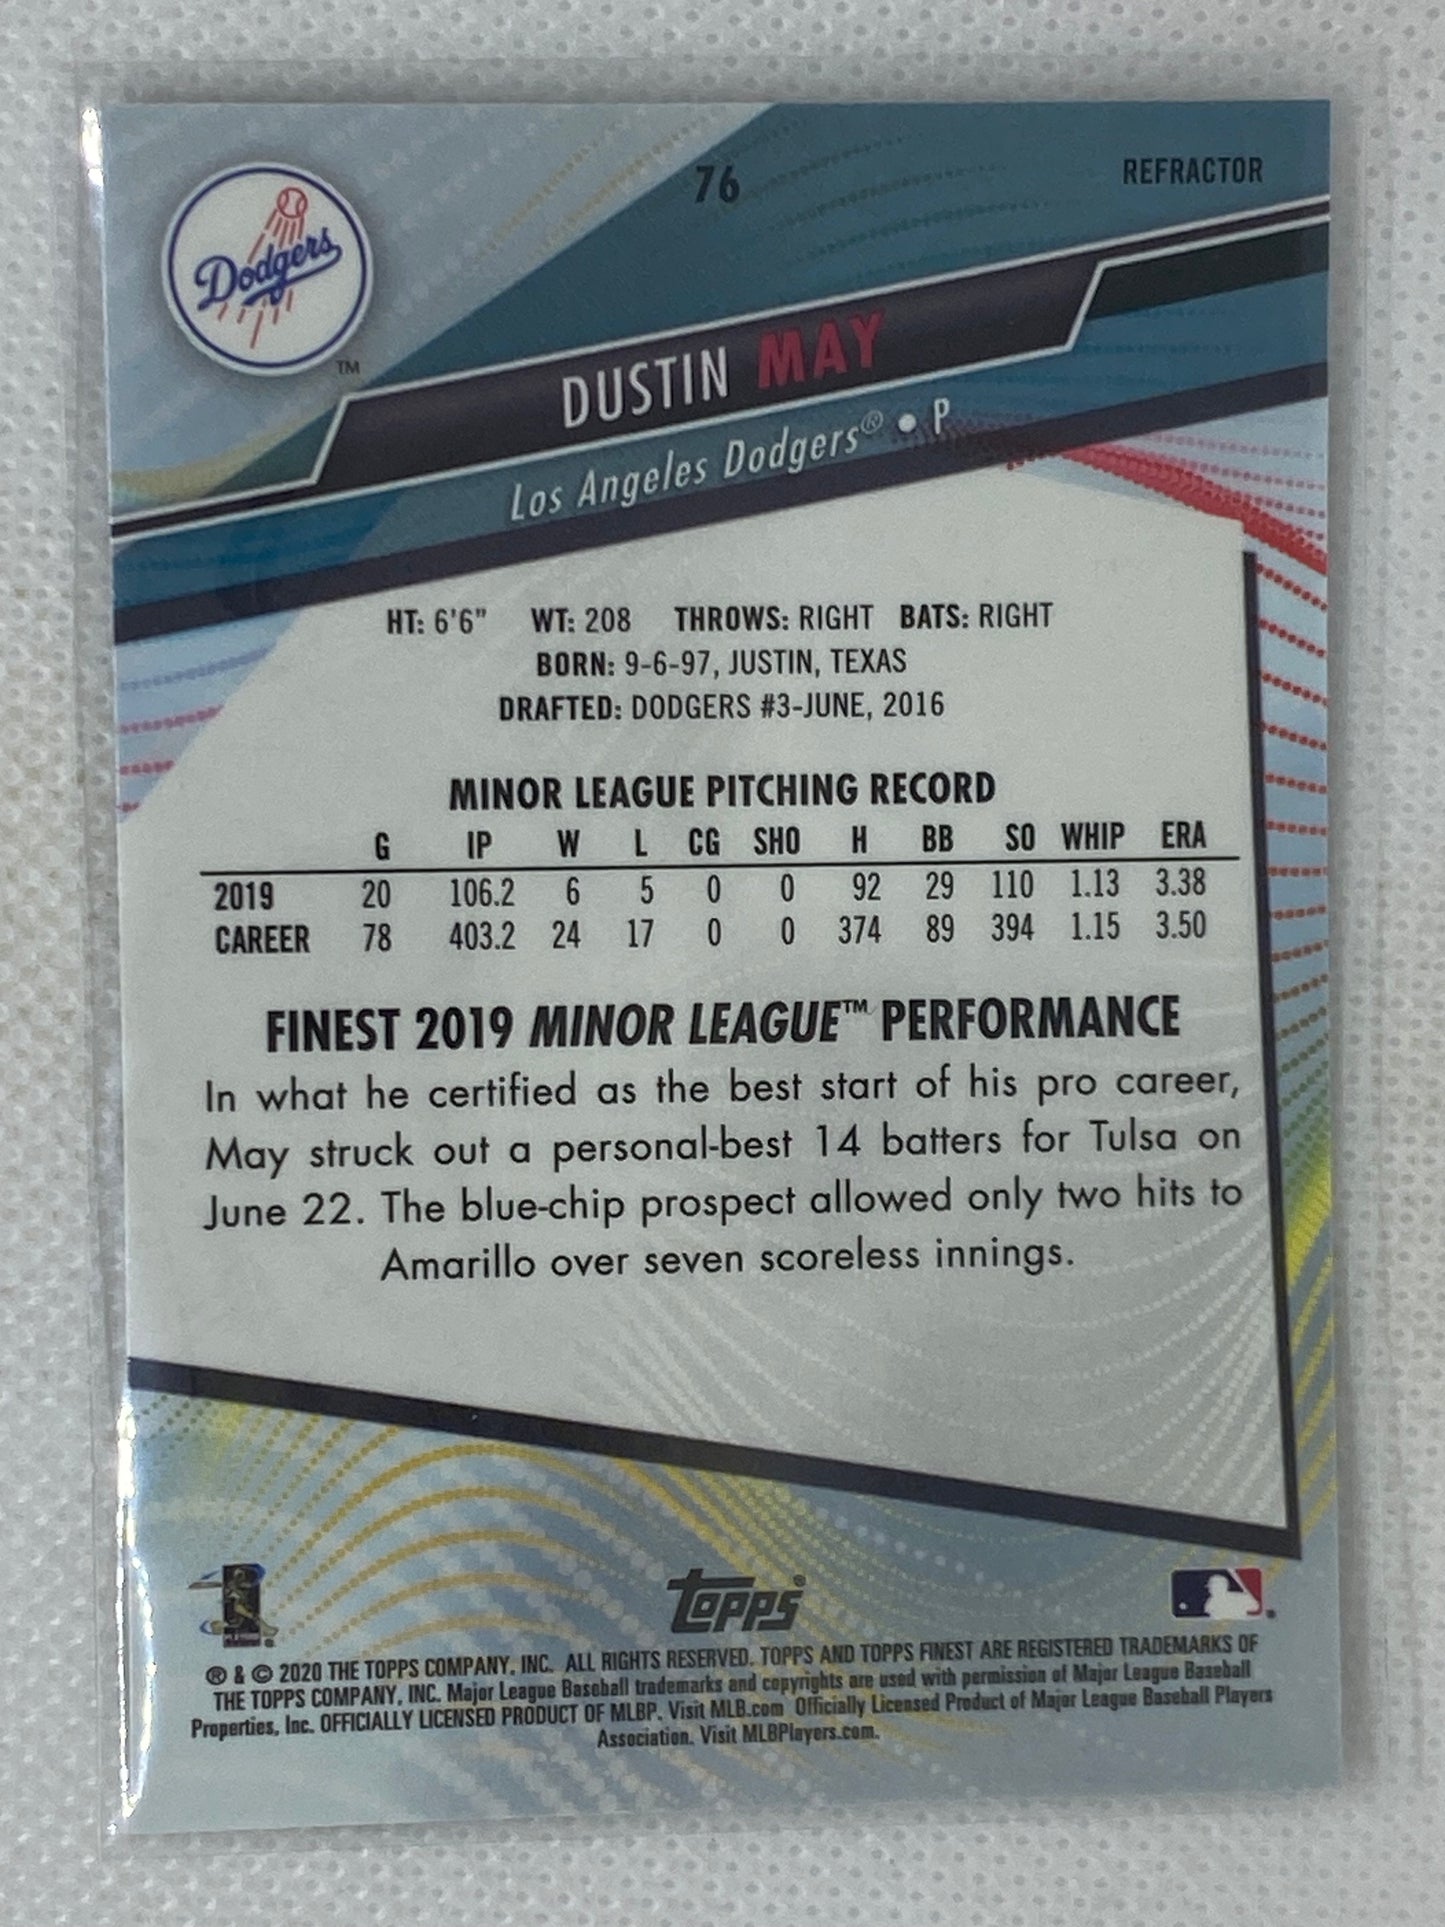 76
REFRACTOR
Dodgers
™
DUSTIN MAY
Los Angeles Dodgers® • P
HT: 6'6" WT: 208 THROWS: RIGHT BATS: RIGHT
BORN: 9-6-97, JUSTIN, TEXAS
DRAFTED: DODGERS #3-JUNE, 2016
MINOR LEAGUE PITCHING RECORD
G IP W L CG SHO H BB SO WHIP ERA
2019 20 106.2 6 5 0 0 92 29 110 1.13 3.38
CAREER 78 403.2 24 17 0 0 374 89 394 1.15 3.50
FINEST 2019 MINOR LEAGUE™ PERFORMANCE
In what he certified as the best start of his pro career,
May struck out a personal-best 14 batters for Tulsa on
June 22. The blue-chip prospect allowed only two hits to
Amarillo over seven scoreless innings.
Topps®
® & © 2020 THE TOPPS COMPANY, INC. ALL RIGHTS RESERVED. TOPPS AND TOPPS FINEST ARE REGISTERED TRADEMARKS OF
THE TOPPS COMPANY, INC. Major League Baseball trademarks and copyrights are used with permission of Major League Baseball
Properties, Inc. OFFICIALLY LICENSED PRODUCT OF MLBP. Visit MLB.com Officially Licensed Product of Major League Baseball Players
Association. Visit MLBPlayers.com.